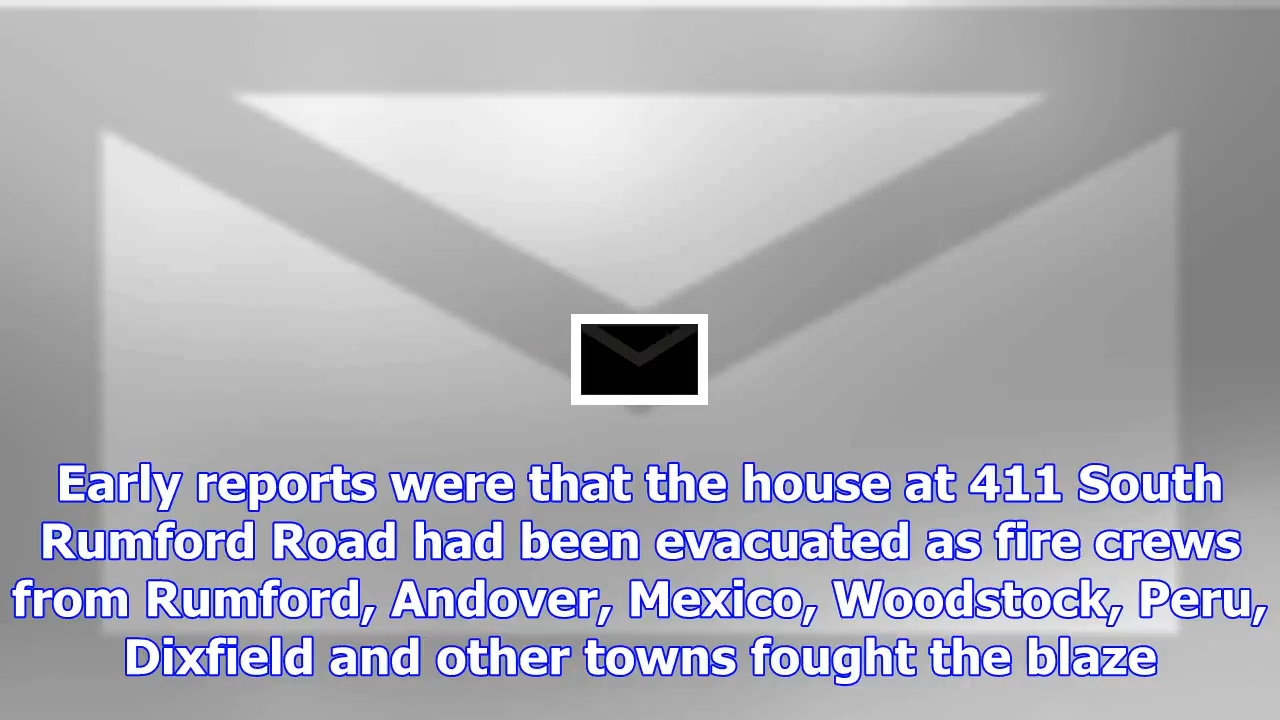 Early reports were that the house at 411 South
Rumford Road had been evacuated as fire crews
from Rumford, Andover, Mexico, Woodstock, Peru,
Dixfield and other towns fought the blaze